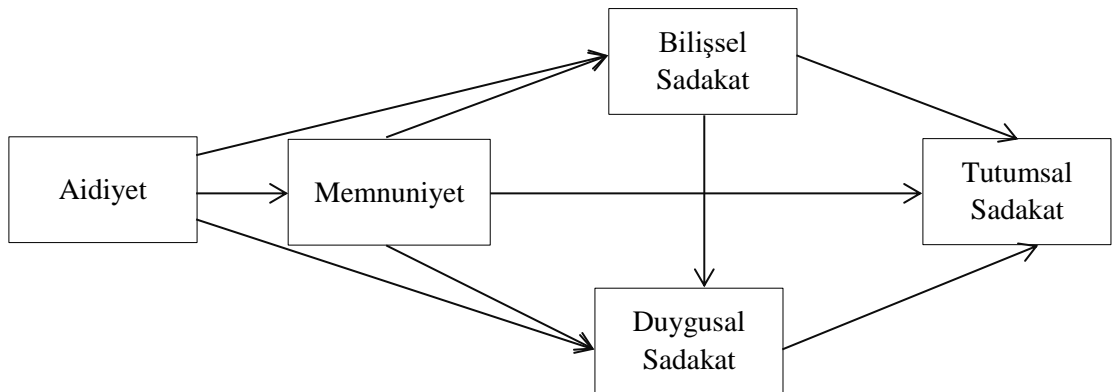 Bilişsel
Sadakat
Aidiyet
Memnuniyet
Tutumsal
Sadakat
Duygusal
Sadakat